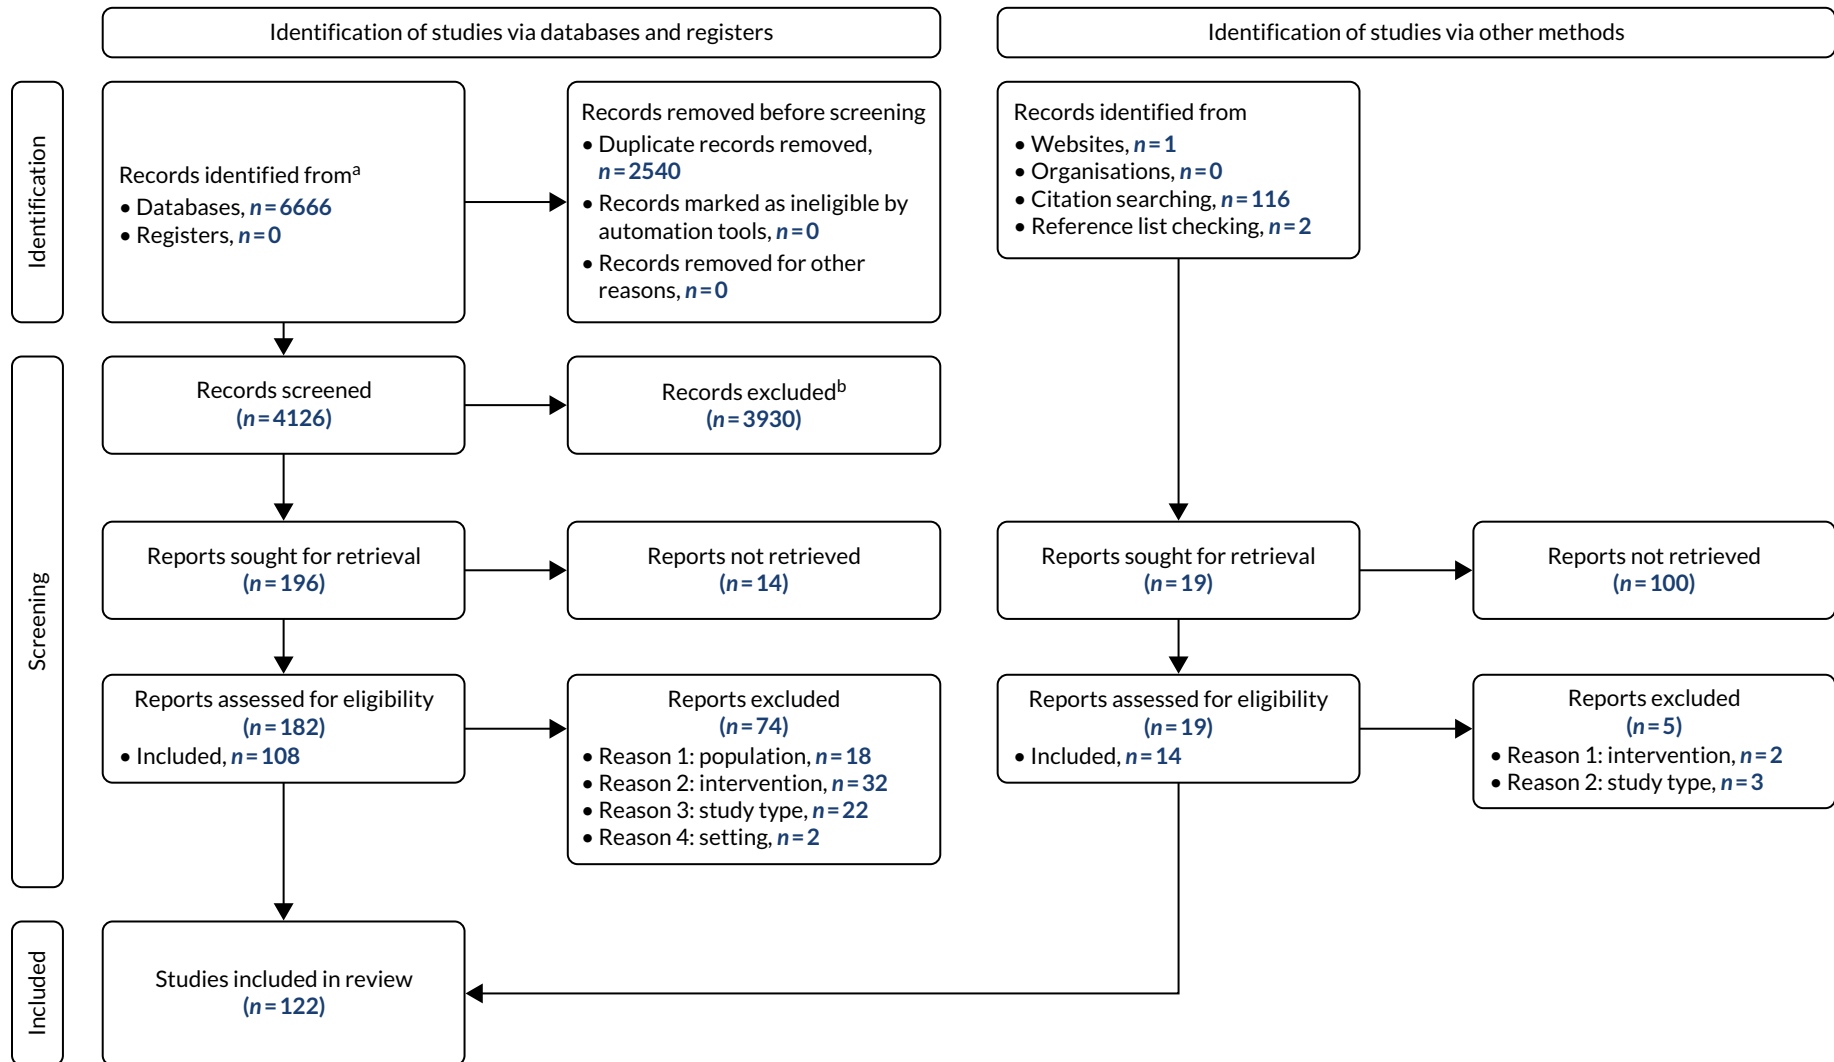 Identification of studies via databases and registers
Identification of studies via other methods
Identification
Records identified fromᵃ
• Databases, n=6666
• Registers, n=0
Records removed before screening
• Duplicate records removed,
n=2540
• Records marked as ineligible by
automation tools, n=0
• Records removed for other
reasons, n=0
Records identified from
• Websites, n=1
• Organisations, n=0
• Citation searching, n=116
• Reference list checking, n=2
Screening
Records screened
(n=4126)
Records excludedᵇ
(n=3930)
Reports sought for retrieval
(n=196)
Reports not retrieved
(n=14)
Reports sought for retrieval
(n=19)
Reports not retrieved
(n=100)
Reports assessed for eligibility
(n=182)
• Included, n=108
Reports excluded
(n=74)
• Reason 1: population, n=18
• Reason 2: intervention, n=32
• Reason 3: study type, n=22
• Reason 4: setting, n=2
Reports assessed for eligibility
(n=19)
• Included, n=14
Reports excluded
(n=5)
• Reason 1: intervention, n=2
• Reason 2: study type, n=3
Included
Studies included in review
(n=122)